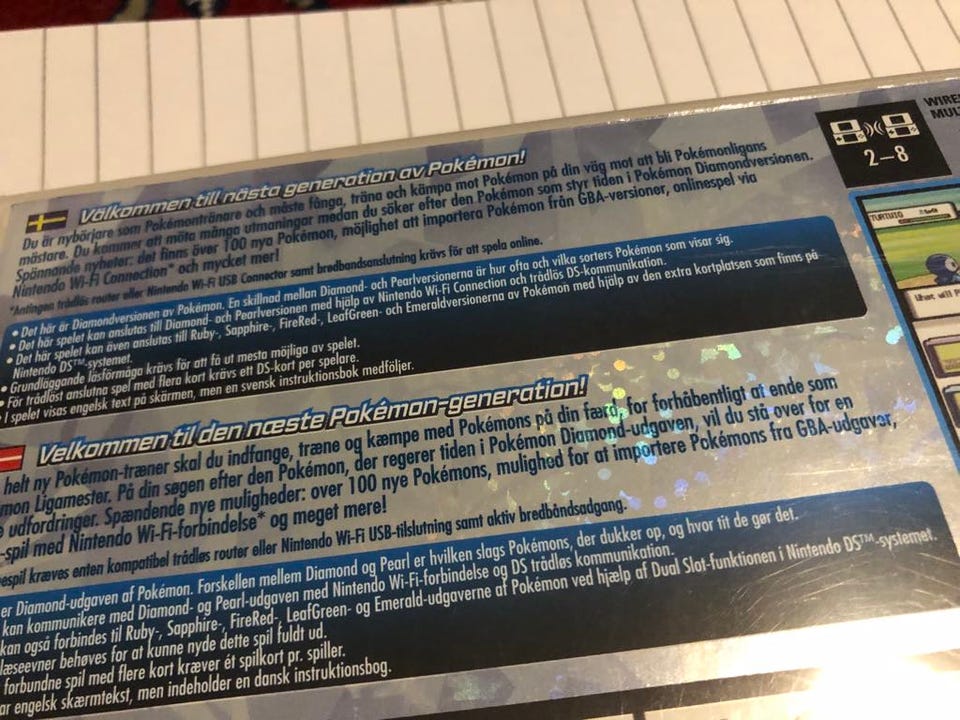 Välkommen till nästa generation av Pokémon!
Du är nybörjare som Pokémontränare och måste fånga, träna och kämpa mot Pokémon på din väg mot att bli Pokémonligans
mästare. Du kommer att möta många utmaningar medan du söker efter den Pokémon som styr tiden i Pokémon Diamondversionen.
Spännande nyheter: det finns över 100 nya Pokémon, möjlighet att importera Pokémon från GBA-versioner, onlinespel via
Nintendo Wi-Fi Connection* och mycket mer!
*Antingen trådlös router eller Nintendo Wi-Fi USB Connector samt bredbandsanslutning krävs för att spela online.
• Det här är Diamondversionen av Pokémon. En skillnad mellan Diamond- och Pearlversionerna är hur ofta och vilka sorters Pokémon som visar sig.
• Det här spelet kan anslutas till Diamond- och Pearlversionen med hjälp av Nintendo Wi-Fi Connection och trådlös DS-kommunikation.
• Det här spelet kan även anslutas till Ruby-, Sapphire-, FireRed-, LeafGreen- och Emeraldversionerna av Pokémon med hjälp av den extra kortplatsen som finns på
Nintendo DS™-systemet.
• Grundläggande läsförmåga krävs för att få ut mesta möjliga av spelet.
• För trådlöst anslutna spel med flera kort krävs ett DS-kort per spelare.
• I spelet visas engelsk text på skärmen, men en svensk instruktionsbok medföljer.
Velkommen til den næste Pokémon-generation!
helt ny Pokémon-træner skal du indfange, træne og kæmpe med Pokémons på din færd, for forhåbentligt at ende som
mon Ligamester. På din søgen efter den Pokémon, der regerer tiden i Pokémon Diamond-udgaven, vil du stå over for en
e udfordringer. Spændende nye muligheder: over 100 nye Pokémons, mulighed for at importere Pokémons fra GBA-udgaver,
-spil med Nintendo Wi-Fi-forbindelse* og meget mere!
espil kræves enten kompatibel trådløs router eller Nintendo Wi-Fi USB-tilslutning samt aktiv bredbåndsadgang.
er Diamond-udgaven af Pokémon. Forskellen mellem Diamond og Pearl er hvilken slags Pokémons, der dukker op, og hvor tit de gør det.
kan kommunikere med Diamond- og Pearl-udgaven med Nintendo Wi-Fi-forbindelse og DS trådløs kommunikation.
kan også forbindes til Ruby-, Sapphire-, FireRed-, LeafGreen- og Emerald-udgaverne af Pokémon ved hjælp af Dual Slot-funktionen i Nintendo DS™-systemet.
læseevner behøves for at kunne nyde dette spil fuldt ud.
forbundne spil med flere kort kræver ét spilkort pr. spiller.
ar engelsk skærmtekst, men indeholder en dansk instruktionsbog.
2–8
WIRE
MUL
TURTWIG
What will P